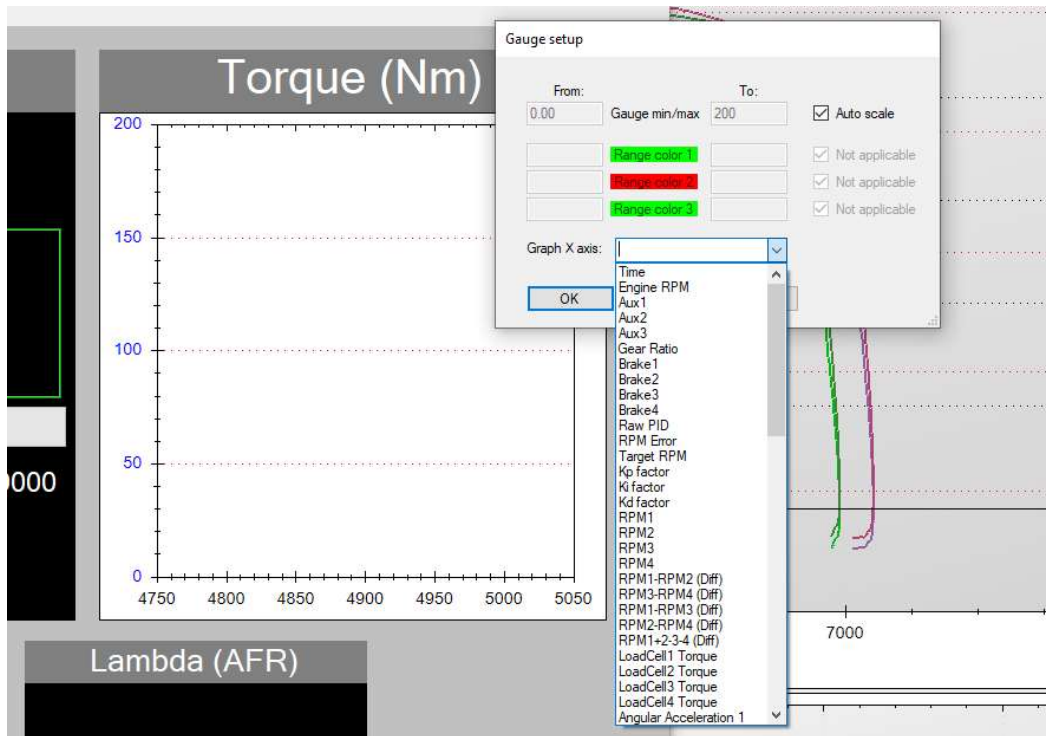 Torque (Nm)
200
150
100
50
0
4750 4800 4850 4900 4950 5000 5050
0000
Lambda (AFR)
Gauge setup
From: To:
0.00 Gauge min/max 200 Auto scale
Range color 1 Not applicable
Range color 2 Not applicable
Range color 3 Not applicable
Graph X axis:
OK
Time
Engine RPM
Aux1
Aux2
Aux3
Gear Ratio
Brake1
Brake2
Brake3
Brake4
Raw PID
RPM Error
Target RPM
Kp factor
Ki factor
Kd factor
RPM1
RPM2
RPM3
RPM4
RPM1-RPM2 (Diff)
RPM3-RPM4 (Diff)
RPM1-RPM3 (Diff)
RPM2-RPM4 (Diff)
RPM1+2-3-4 (Diff)
LoadCell1 Torque
LoadCell2 Torque
LoadCell3 Torque
LoadCell4 Torque
Angular Acceleration 1
7000